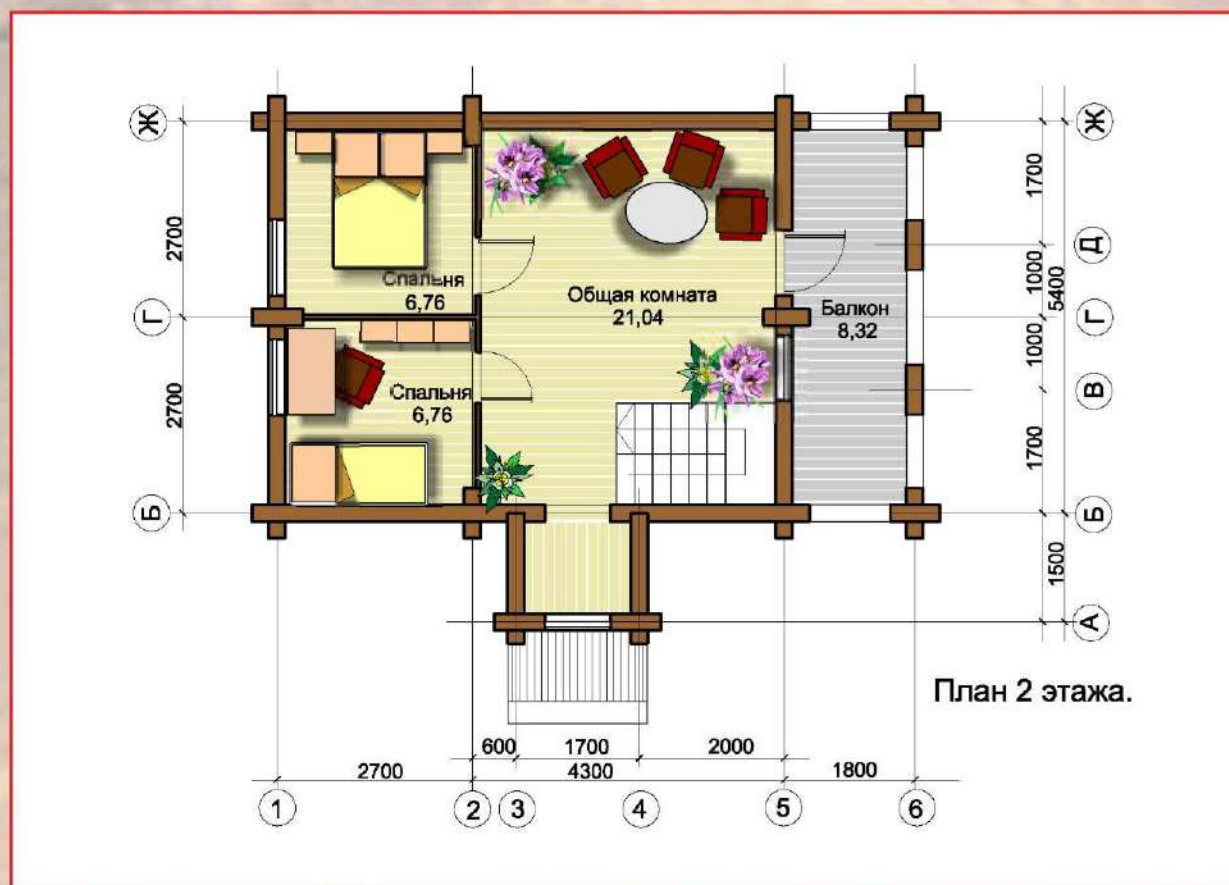 Ж
Ж
1700
2700
Д
Спальня
6,76
Общая комната
21,04
1000
5400
Г
Балкон
8,32
Г
1000
Спальня
6,76
2700
В
1700
Б
Б
1500
А
План 2 этажа.
600
1700
2000
2700
4300
1800
1
2
3
4
5
6